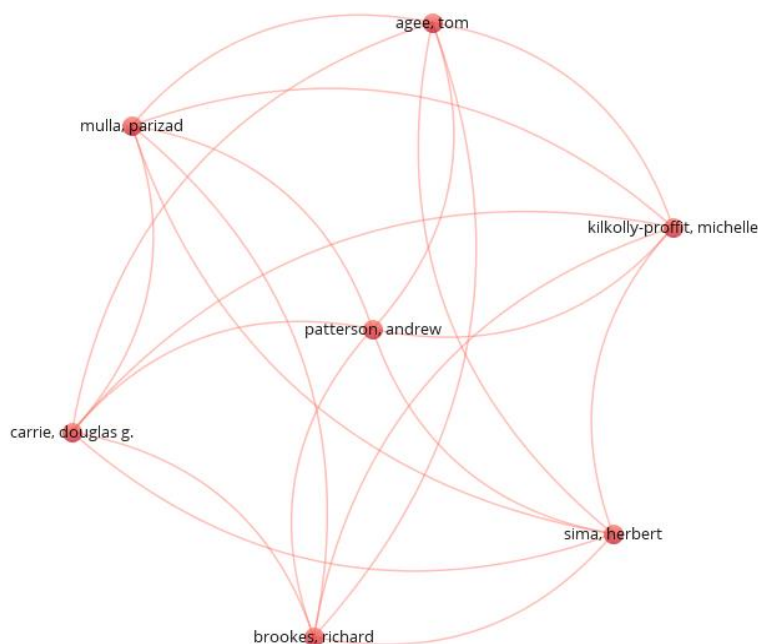 agee, tom
mulla, parizad
kilkolly-proffit, michelle
patterson, andrew
carrie, douglas g.
sima, herbert
brookes, richard